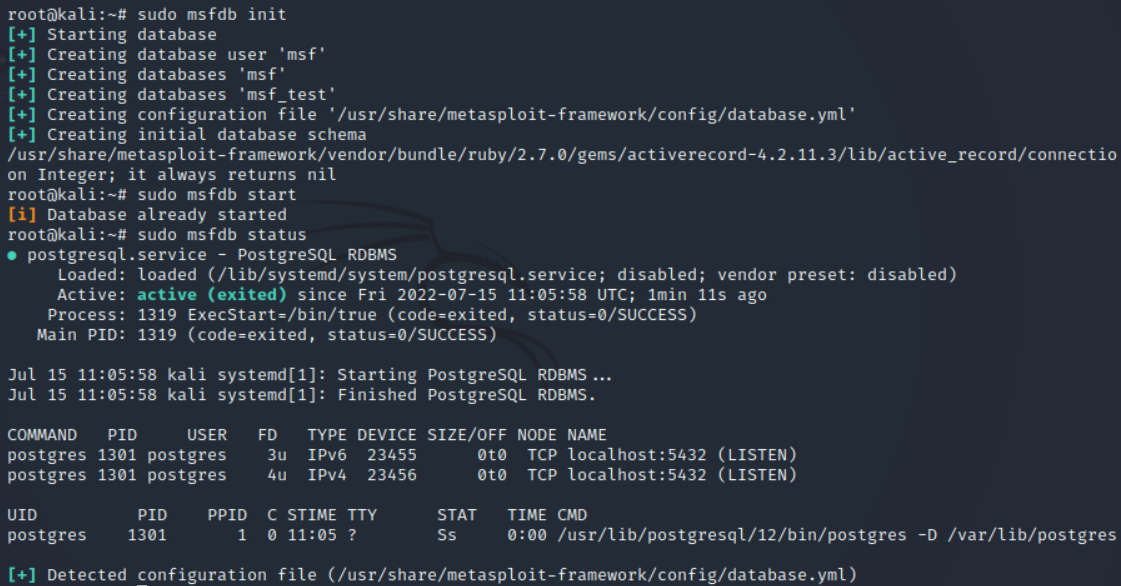 root@kali:~# sudo msfdb init
[+] Starting database
[+] Creating database user 'msf'
[+] Creating databases 'msf'
[+] Creating databases 'msf_test'
[+] Creating configuration file '/usr/share/metasploit-framework/config/database.yml'
[+] Creating initial database schema
/usr/share/metasploit-framework/vendor/bundle/ruby/2.7.0/gems/activerecord-4.2.11.3/lib/active_record/connectio
on Integer; it always returns nil
root@kali:~# sudo msfdb start
[i] Database already started
root@kali:~# sudo msfdb status
● postgresql.service - PostgreSQL RDBMS
     Loaded: loaded (/lib/systemd/system/postgresql.service; disabled; vendor preset: disabled)
     Active: active (exited) since Fri 2022-07-15 11:05:58 UTC; 1min 11s ago
    Process: 1319 ExecStart=/bin/true (code=exited, status=0/SUCCESS)
   Main PID: 1319 (code=exited, status=0/SUCCESS)
Jul 15 11:05:58 kali systemd[1]: Starting PostgreSQL RDBMS...
Jul 15 11:05:58 kali systemd[1]: Finished PostgreSQL RDBMS.
COMMAND   PID     USER   FD   TYPE DEVICE SIZE/OFF NODE NAME
postgres 1301 postgres    3u  IPv6  23455      0t0  TCP localhost:5432 (LISTEN)
postgres 1301 postgres    4u  IPv4  23456      0t0  TCP localhost:5432 (LISTEN)
UID          PID    PPID  C STIME TTY      STAT   TIME CMD
postgres    1301       1  0 11:05 ?        Ss     0:00 /usr/lib/postgresql/12/bin/postgres -D /var/lib/postgres
[+] Detected configuration file (/usr/share/metasploit-framework/config/database.yml)